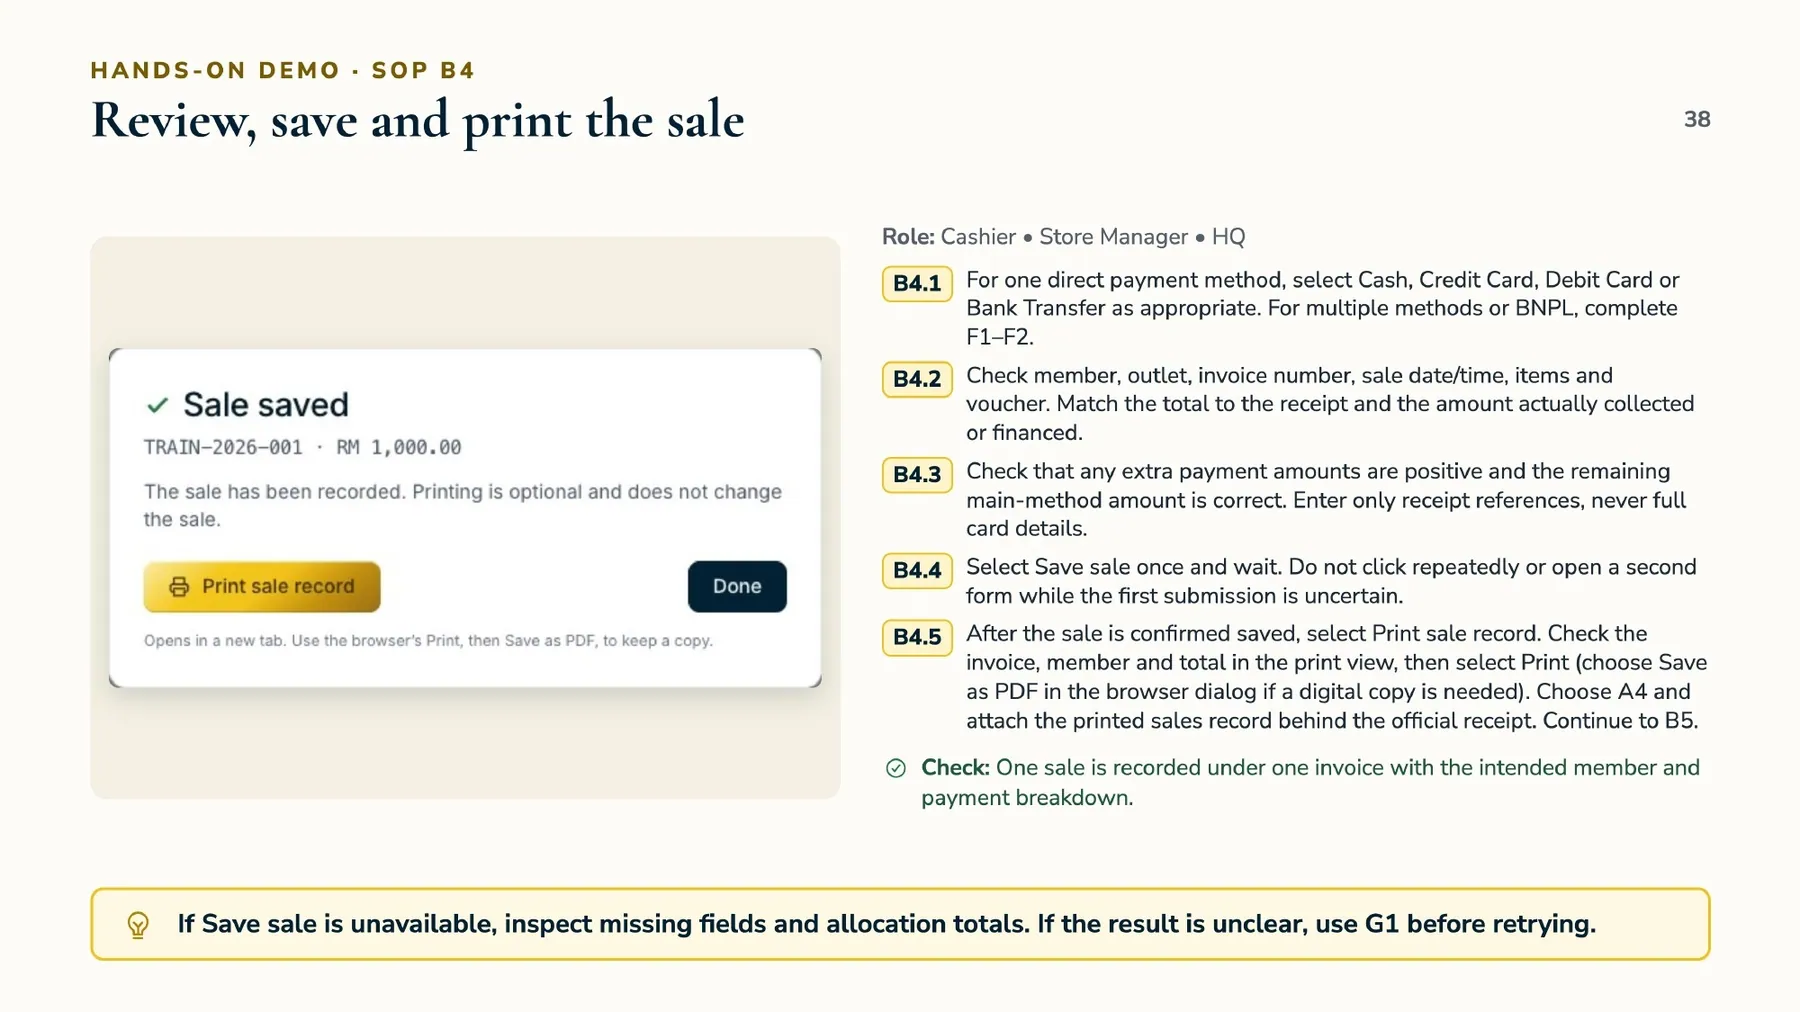 HANDS-ON DEMO · SOP B4
Review, save and print the sale
38
Sale saved
TRAIN-2026-001 · RM 1,000.00
The sale has been recorded. Printing is optional and does not change
the sale.
Print sale record
Done
Opens in a new tab. Use the browser's Print, then Save as PDF, to keep a copy.
Role: Cashier • Store Manager • HQ
B4.1 For one direct payment method, select Cash, Credit Card, Debit Card or
Bank Transfer as appropriate. For multiple methods or BNPL, complete
F1–F2.
B4.2 Check member, outlet, invoice number, sale date/time, items and
voucher. Match the total to the receipt and the amount actually collected
or financed.
B4.3 Check that any extra payment amounts are positive and the remaining
main-method amount is correct. Enter only receipt references, never full
card details.
B4.4 Select Save sale once and wait. Do not click repeatedly or open a second
form while the first submission is uncertain.
B4.5 After the sale is confirmed saved, select Print sale record. Check the
invoice, member and total in the print view, then select Print (choose Save
as PDF in the browser dialog if a digital copy is needed). Choose A4 and
attach the printed sales record behind the official receipt. Continue to B5.
Check: One sale is recorded under one invoice with the intended member and
payment breakdown.
If Save sale is unavailable, inspect missing fields and allocation totals. If the result is unclear, use G1 before retrying.